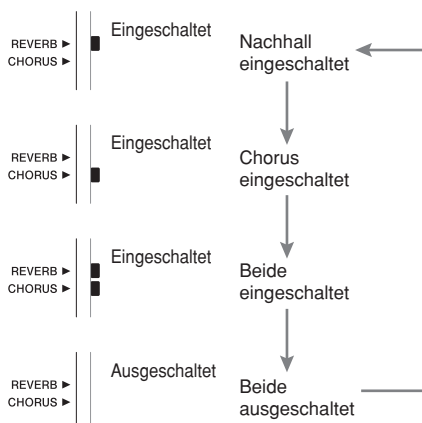 Eingeschaltet
REVERB ►
CHORUS ►
Nachhall
eingeschaltet
Eingeschaltet
REVERB ►
CHORUS ►
Chorus
eingeschaltet
Eingeschaltet
REVERB ►
CHORUS ►
Beide
eingeschaltet
Ausgeschaltet
REVERB ►
CHORUS ►
Beide
ausgeschaltet